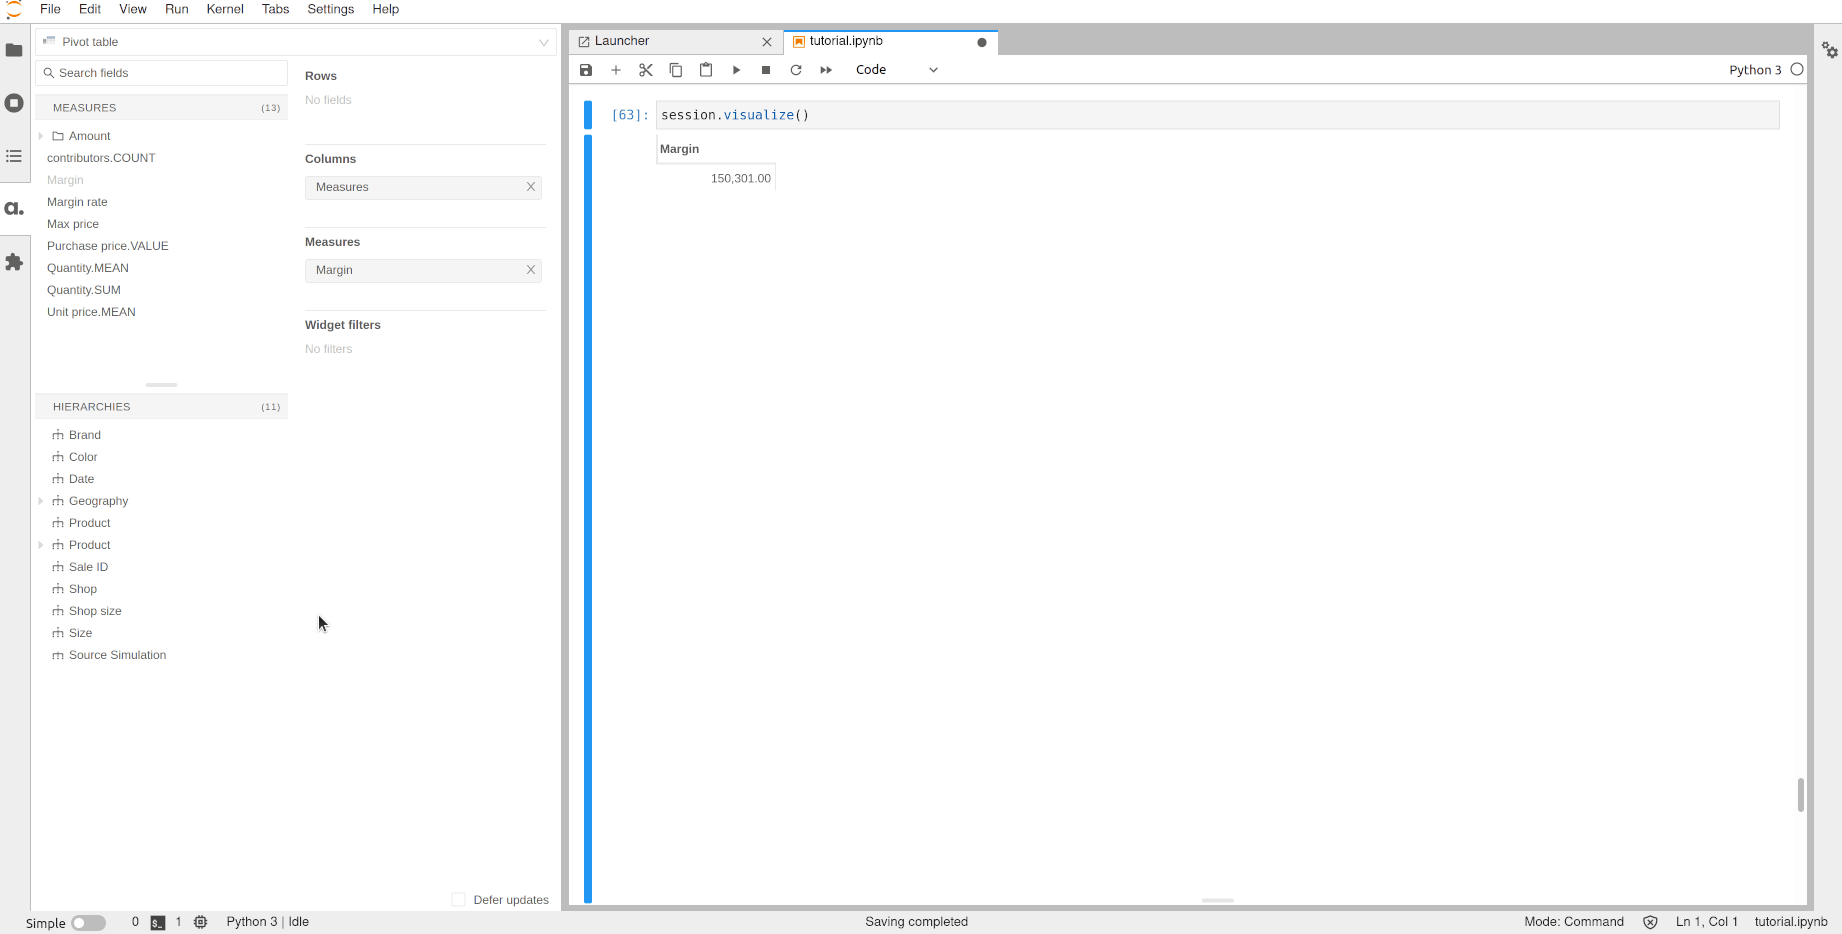 File Edit View Run Kernel Tabs Settings Help
Pivot table
Search fields
MEASURES (13)
Amount
contributors.COUNT
Margin
Margin rate
Max price
Purchase price.VALUE
Quantity.MEAN
Quantity.SUM
Unit price.MEAN
HIERARCHIES (11)
Brand
Color
Date
Geography
Product
Product
Sale ID
Shop
Shop size
Size
Source Simulation
Rows
No fields
Columns
Measures X
Measures
Margin X
Widget filters
No filters
Defer updates
Launcher
tutorial.ipynb
Code
Python 3
[63]: session.visualize()
Margin
150,301.00
a.
Simple 0 $_ 1 Python 3 | Idle Saving completed Mode: Command Ln 1, Col 1 tutorial.ipynb